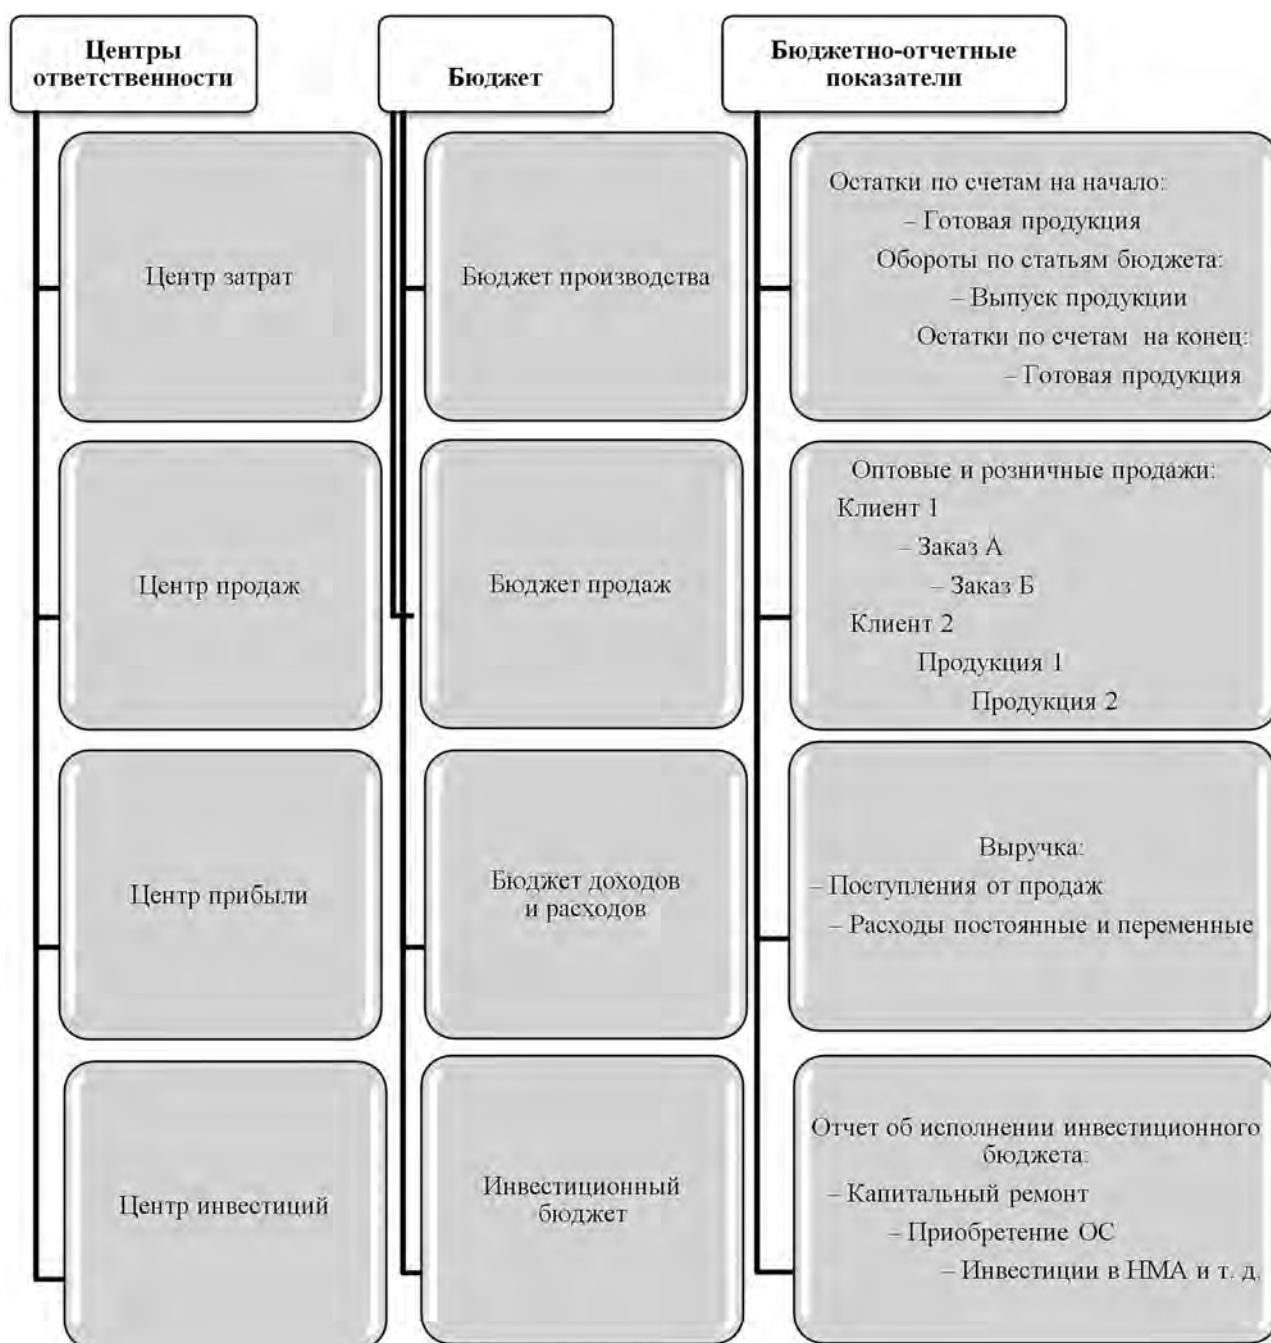 Центры
ответственности
Бюджет
Бюджетно-отчетные
показатели
Центр затрат
Бюджет производства
Остатки по счетам на начало:
– Готовая продукция
Обороты по статьям бюджета:
– Выпуск продукции
Остатки по счетам на конец:
– Готовая продукция
Центр продаж
Бюджет продаж
Оптовые и розничные продажи:
Клиент 1
– Заказ А
– Заказ Б
Клиент 2
Продукция 1
Продукция 2
Центр прибыли
Бюджет доходов
и расходов
Выручка:
– Поступления от продаж
– Расходы постоянные и переменные
Центр инвестиций
Инвестиционный
бюджет
Отчет об исполнении инвестиционного
бюджета:
– Капитальный ремонт
– Приобретение ОС
– Инвестиции в НМА и т. д.